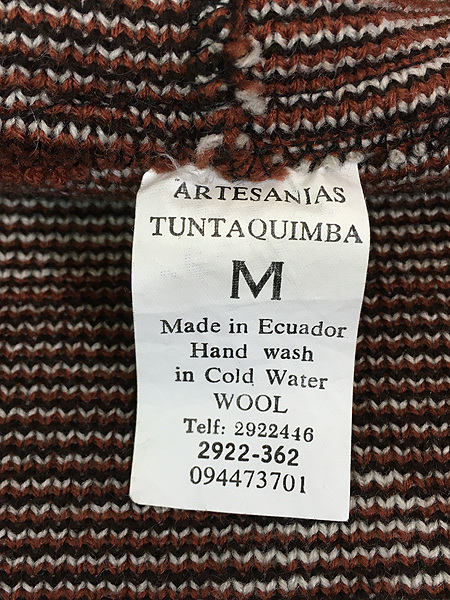 ARTESANIAS
TUNTAQUIMBA
M
Made in Ecuador
Hand wash
in Cold Water
WOOL
Telf: 2922446
2922-362
094473701